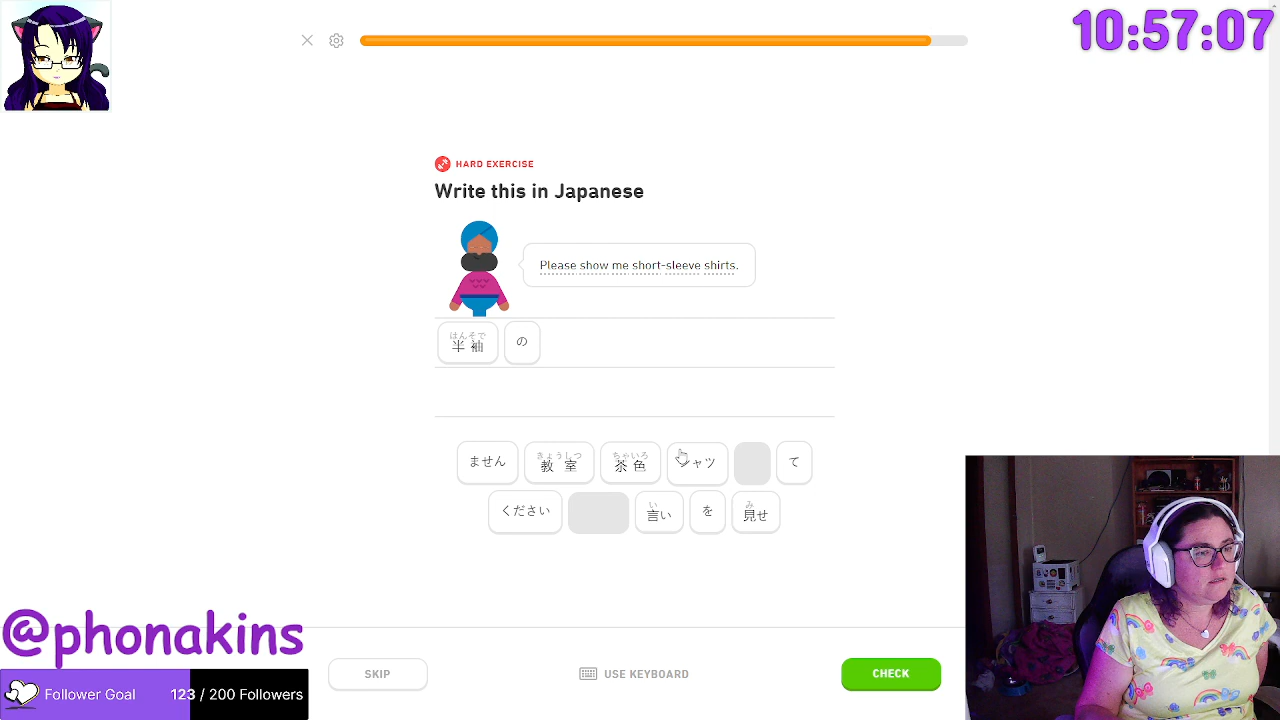 10:57:07
HARD EXERCISE
Write this in Japanese
Please show me short-sleeve shirts.
はんそで
半袖 の
きょうしつ ちゃいろ
ません 教室 茶色 シャツ て
い み
ください 言い を 見せ
@phonakins
Follower Goal 123 / 200 Followers
SKIP USE KEYBOARD CHECK